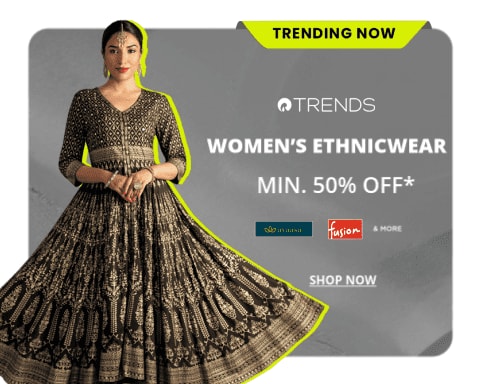 TRENDING NOW
TRENDS
WOMEN'S ETHNICWEAR
MIN. 50% OFF*
fusion
& MORE
SHOP NOW